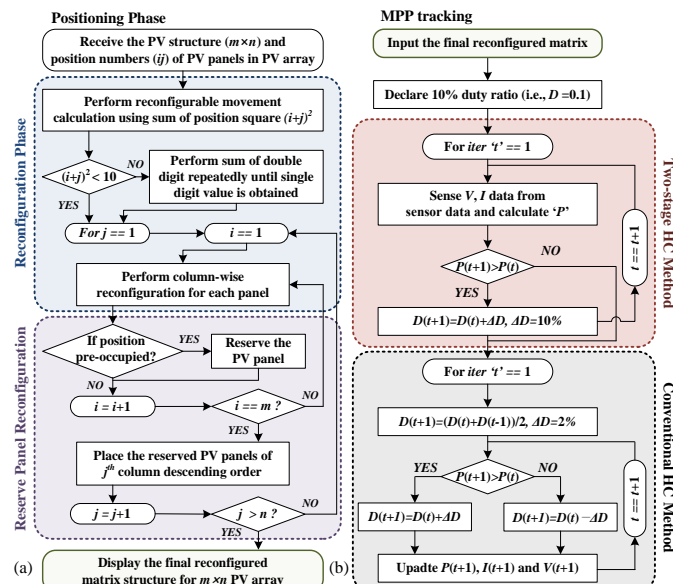 Positioning Phase
Receive the PV structure (m×n) and
position numbers (ij) of PV panels in PV array
Reconfiguration Phase
Perform reconfigurable movement
calculation using sum of position square (i+j)²
(i+j)² < 10
NO
YES
Perform sum of double
digit repeatedly until single
digit value is obtained
For j == 1
i == 1
Perform column-wise
reconfiguration for each panel
Reserve Panel Reconfiguration
If position
pre-occupied?
YES
Reserve the
PV panel
NO
i = i+1
i == m ?
NO
YES
Place the reserved PV panels of
jth column descending order
j = j+1
j > n ?
NO
YES
(a)
Display the final reconfigured
matrix structure for m×n PV array
MPP tracking
Input the final reconfigured matrix
Declare 10% duty ratio (i.e., D =0.1)
Two-stage HC Method
For iter ‘t’ == 1
Sense V, I data from
sensor data and calculate ‘P’
t == t+1
P(t+1)>P(t)
NO
YES
D(t+1)=D(t)+ΔD, ΔD=10%
Conventional HC Method
For iter ‘t’ == 1
D(t+1)=(D(t)+D(t-1))/2, ΔD=2%
YES
P(t+1)>P(t)
NO
t == t+1
D(t+1)=D(t)+ΔD
D(t+1)=D(t)−ΔD
(b)
Upadte P(t+1), I(t+1) and V(t+1)